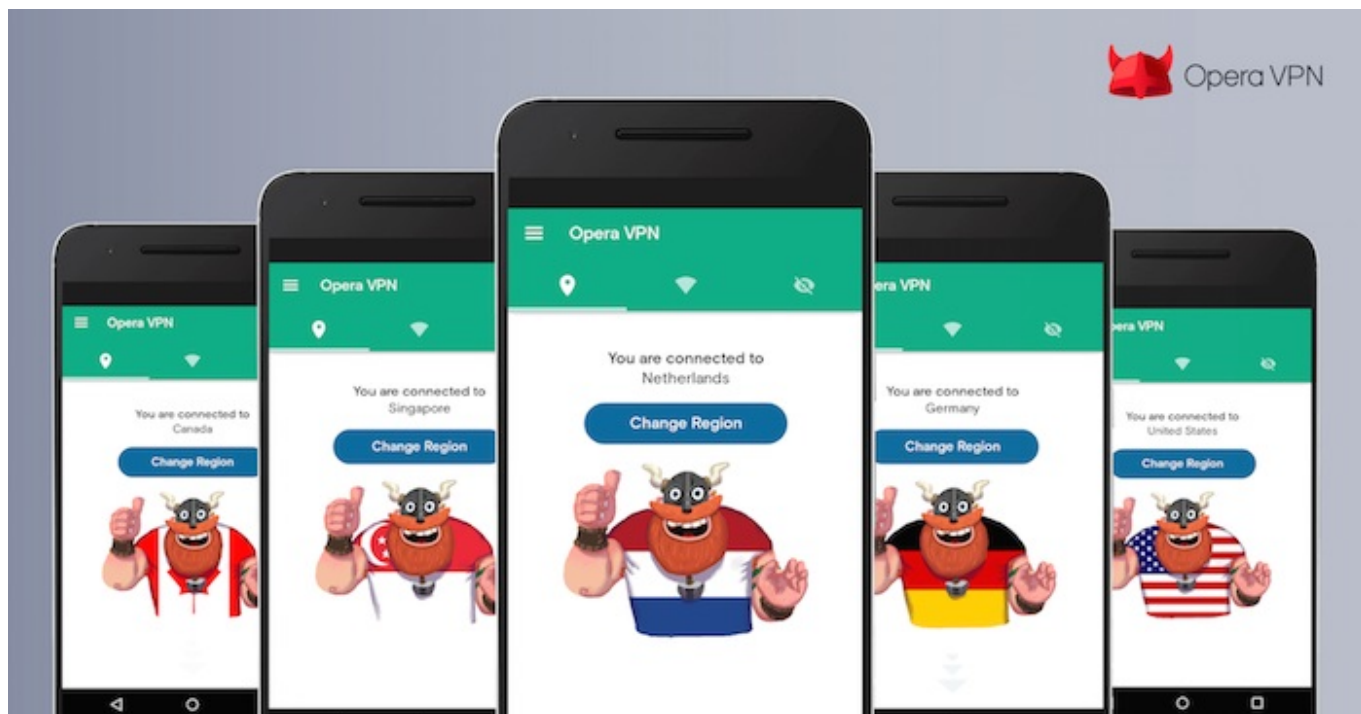 Opera VPN
Opera VPN
You are connected to
Canada
Change Region
Opera VPN
You are connected to
Singapore
Change Region
Opera VPN
You are connected to
Netherlands
Change Region
era VPN
You are connected to
Germany
Change Region
pera VPN
You are connected to
United States
Change Region